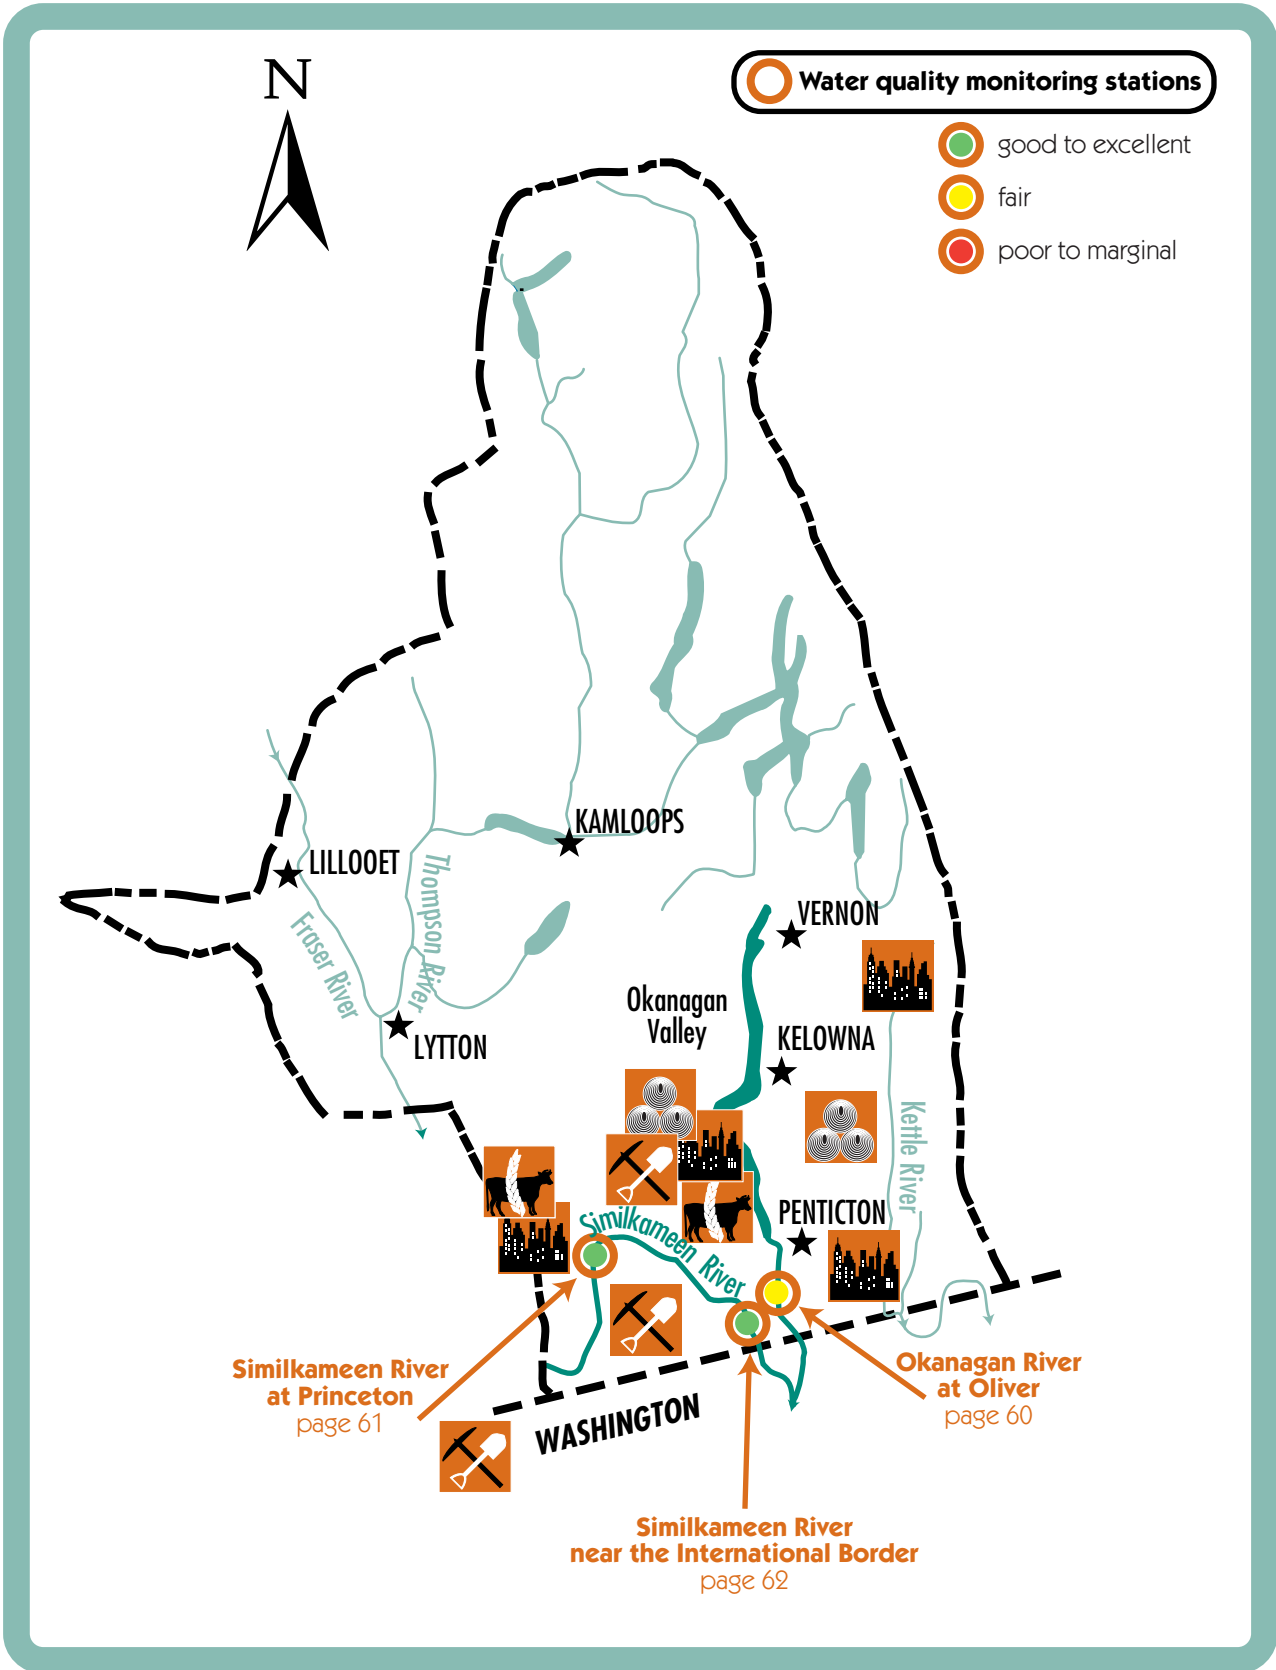 N
Water quality monitoring stations
good to excellent
fair
poor to marginal
KAMLOOPS
LILLOOET
Thompson River
Fraser River
VERNON
Okanagan
Valley
KELOWNA
LYTTON
Kettle River
PENTICTON
Similkameen River
Similkameen River
at Princeton
page 61
Okanagan River
at Oliver
page 60
WASHINGTON
Similkameen River
near the International Border
page 62